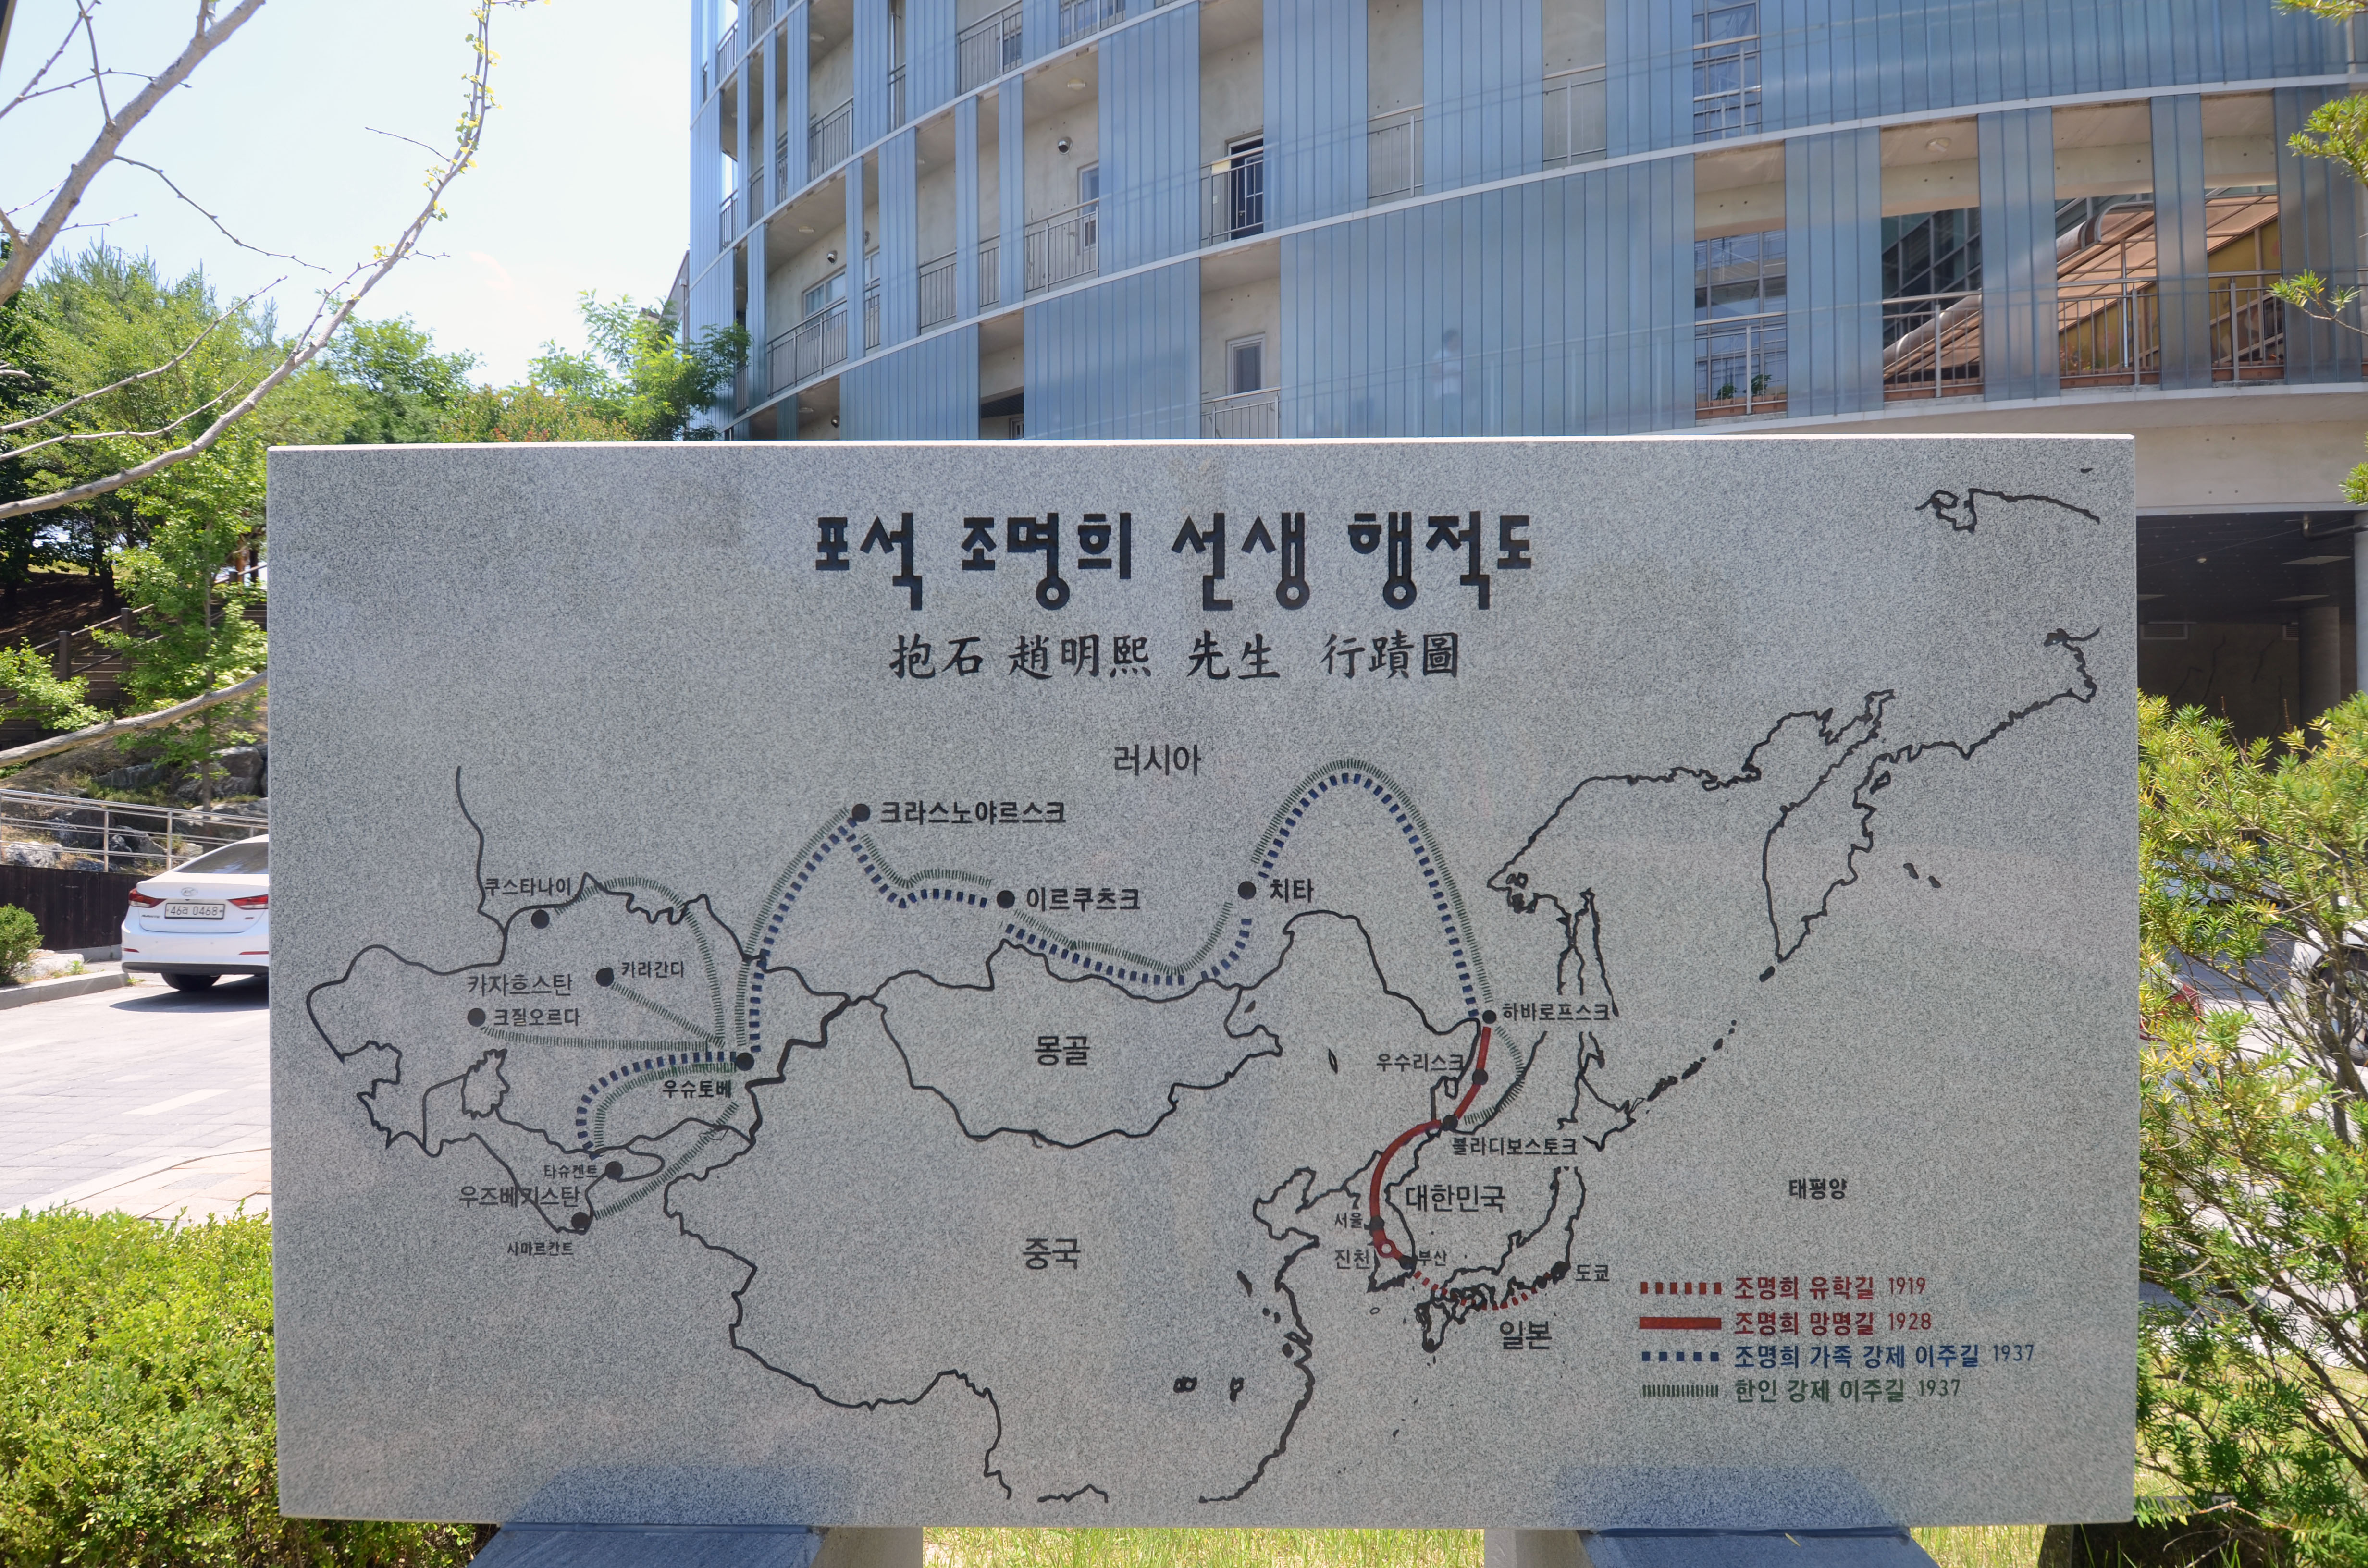 포석 조명희 선생 행적도
抱石 趙明熙 先生 行蹟圖
러시아
크라스노야르스크
쿠스타나이
이르쿠츠크
치타
카라간다
카자흐스탄
크질오르다
하바로프스크
몽골
우수리스크
우슈토베
블라디보스토크
타슈켄트
우즈베키스탄
대한민국
태평양
서울
사마르칸트
중국
진천
부산
도쿄
일본
조명희 유학길 1919
조명희 망명길 1928
조명희 가족 강제 이주길 1937
한인 강제 이주길 1937
46라 0468